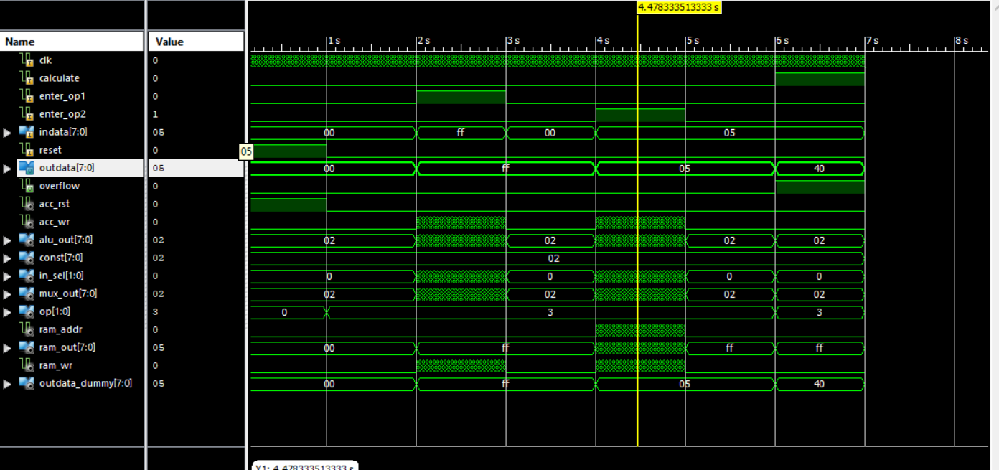 4.478333513333 s
Name Value
1 s 2 s 3 s 4 s 5 s 6 s 7 s 8 s
clk 0
calculate 0
enter_op1 0
enter_op2 1
indata[7:0] 05 00 ff 00 05
reset 0 05
outdata[7:0] 05 00 ff 05 40
overflow 0
acc_rst 0
acc_wr 0
alu_out[7:0] 02 02 02 02 02
const[7:0] 02 02
in_sel[1:0] 0 0 0 0 0
mux_out[7:0] 02 02 02 02 02
op[1:0] 3 0 3 3
ram_addr 0
ram_out[7:0] 05 00 ff ff ff
ram_wr 0
outdata_dummy[7:0] 05 00 ff 05 40
X1: 4.478333513333 s